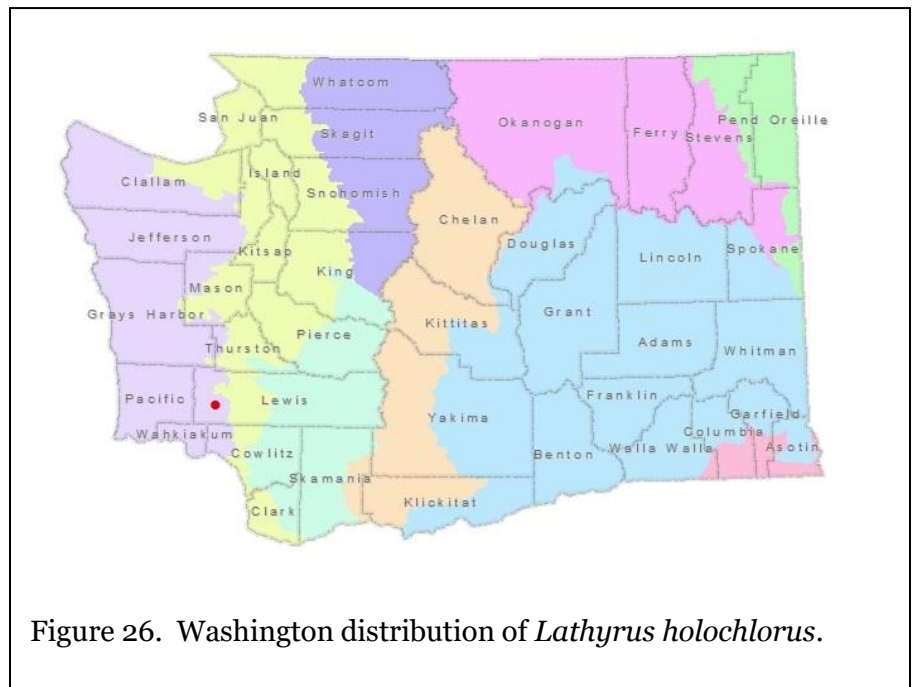 Whatcom
San Juan
Skagit
Okanogan
Ferry
Pend Oreille
Stevens
Clallam
Island
Snohomish
Chelan
Jefferson
Kitsap
King
Douglas
Lincoln
Spokane
Mason
Grays Harbor
Kittitas
Grant
Thurston
Pierce
Adams
Whitman
Pacific
Lewis
Yakima
Franklin
Garfield
Wahkiakum
Columbia
Cowlitz
Walla Walla
Asotin
Benton
Skamania
Klickitat
Clark
Figure 26. Washington distribution of Lathyrus holochlorus.